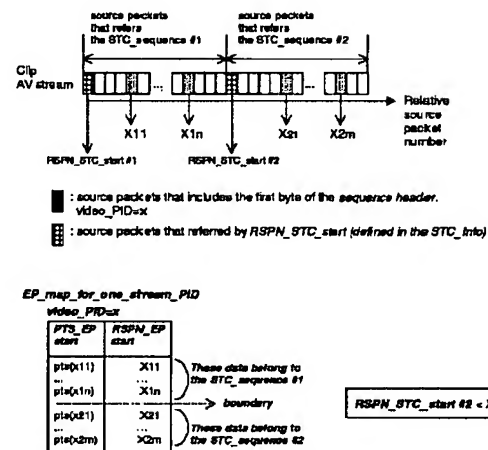 source packets
that refers
the STC_sequence #1
source packets
that refers
the STC_sequence #2
Clip
AV stream
...
...
Relative
source
packet
number
X11
X1n
X21
X2m
RSPN_STC_start #1
RSPN_STC_start #2
: source packets that includes the first byte of the sequence header.
video_PID=x
: source packets that referred by RSPN_STC_start (defined in the STC_Info)
EP_map_for_one_stream_PID
video_PID=x
PTS_EP
start
RSPN_EP
start
pts(x11)
X11
...
...
pts(x1n)
X1n
These data belong to
the STC_sequence #1
boundary
pts(x21)
X21
...
...
pts(x2m)
X2m
These data belong to
the STC_sequence #2
RSPN_STC_start #2 < X